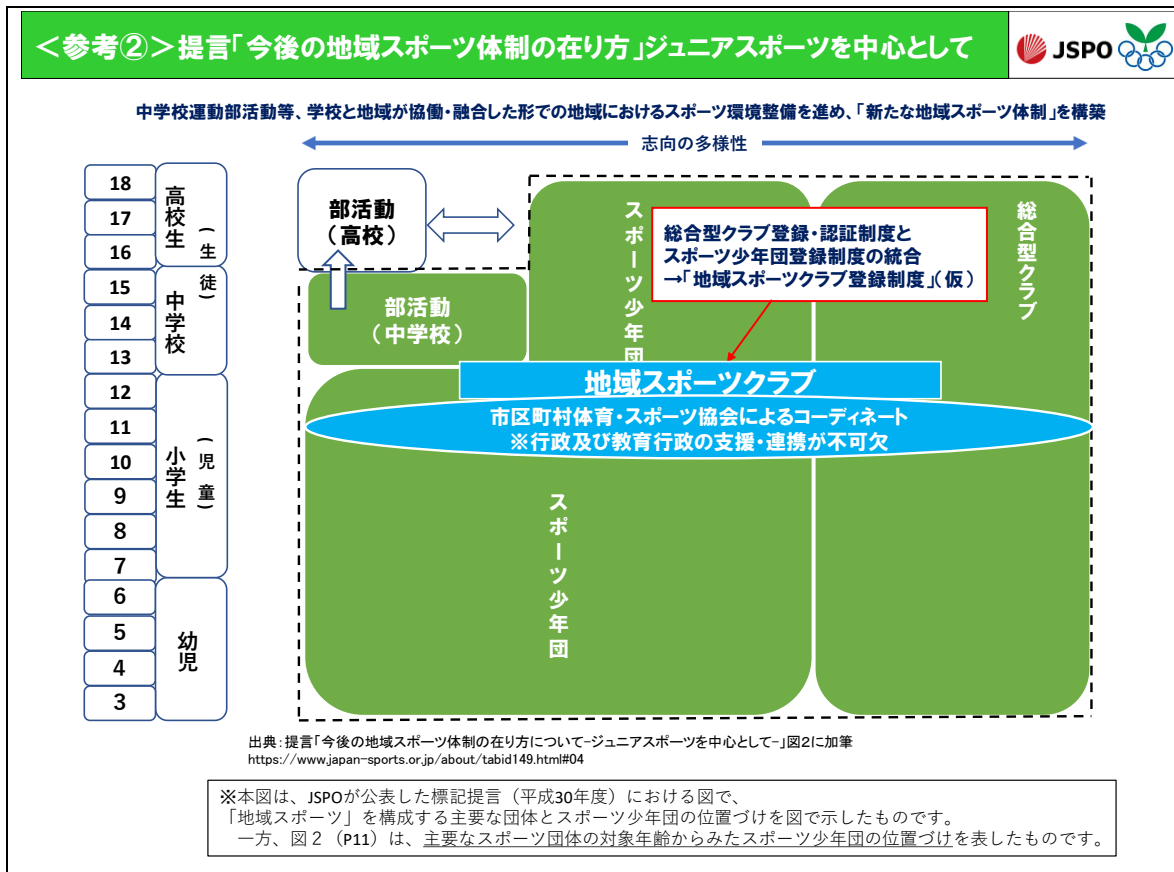 <参考②>提言「今後の地域スポーツ体制の在り方」ジュニアスポーツを中心として
JSPO
中学校運動部活動等、学校と地域が協働・融合した形での地域におけるスポーツ環境整備を進め、「新たな地域スポーツ体制」を構築
志向の多様性
18
17
16
15
14
13
12
11
10
9
8
7
6
5
4
3
高校生
(生徒)
中学校
小学生
(児童)
幼児
部活動
(高校)
部活動
(中学校)
スポーツ少年団
総合型クラブ登録・認証制度と
スポーツ少年団登録制度の統合
→「地域スポーツクラブ登録制度」(仮)
総合型クラブ
地域スポーツクラブ
市区町村体育・スポーツ協会によるコーディネート
※行政及び教育行政の支援・連携が不可欠
スポーツ少年団
出典:提言「今後の地域スポーツ体制の在り方について-ジュニアスポーツを中心として-」図2に加筆
https://www.japan-sports.or.jp/about/tabid149.html#04
※本図は、JSPOが公表した標記提言(平成30年度)における図で、
「地域スポーツ」を構成する主要な団体とスポーツ少年団の位置づけを図で示したものです。
一方、図2(P11)は、主要なスポーツ団体の対象年齢からみたスポーツ少年団の位置づけを表したものです。